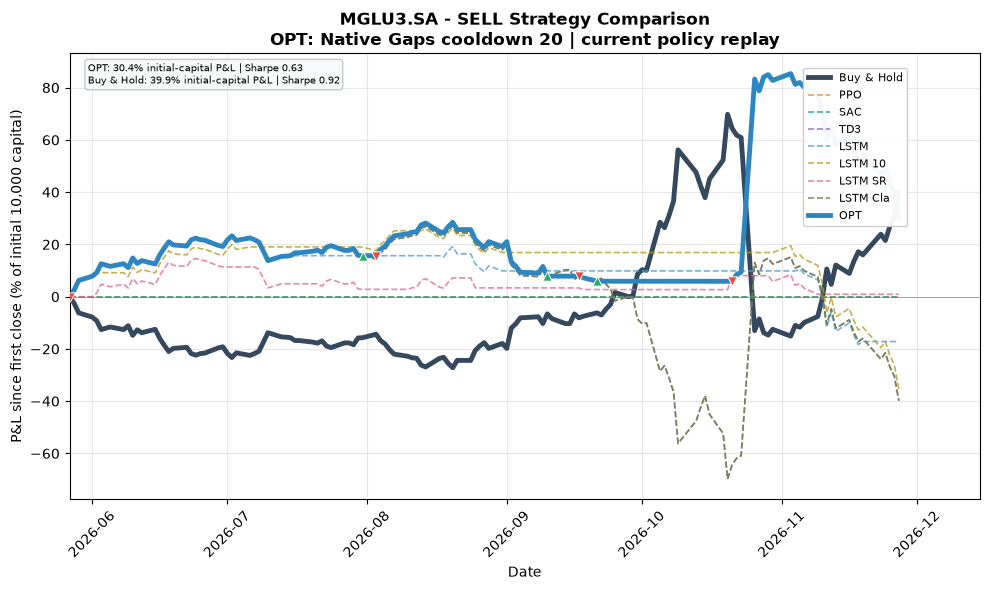 MGLU3.SA - SELL Strategy Comparison
OPT: Native Gaps cooldown 20 | current policy replay
OPT: 30.4% initial-capital P&L | Sharpe 0.63
Buy & Hold: 39.9% initial-capital P&L | Sharpe 0.92
Buy & Hold
PPO
SAC
TD3
LSTM
LSTM 10
LSTM SR
LSTM Cla
OPT
P&L since first close (% of initial 10,000 capital)
80
60
40
20
0
−20
−40
−60
2026-06
2026-07
2026-08
2026-09
2026-10
2026-11
2026-12
Date